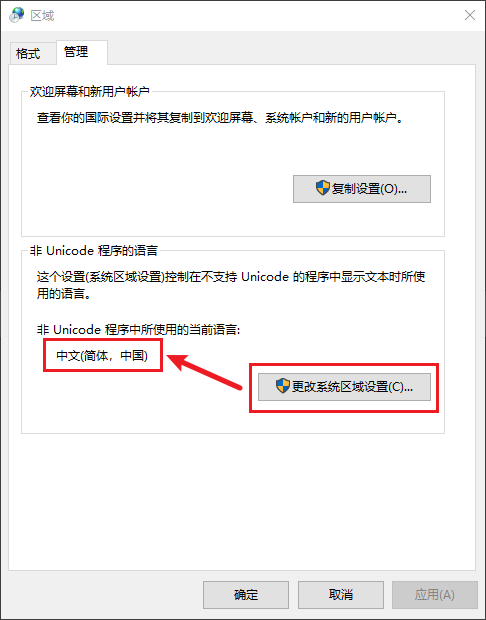 区域
格式
管理
欢迎屏幕和新用户帐户
查看你的国际设置并将其复制到欢迎屏幕、系统帐户和新的用户帐户。
复制设置(O)...
非 Unicode 程序的语言
这个设置(系统区域设置)控制在不支持 Unicode 的程序中显示文本时所使
用的语言。
非 Unicode 程序中所使用的当前语言:
中文(简体，中国)
更改系统区域设置(C)...
确定
取消
应用(A)